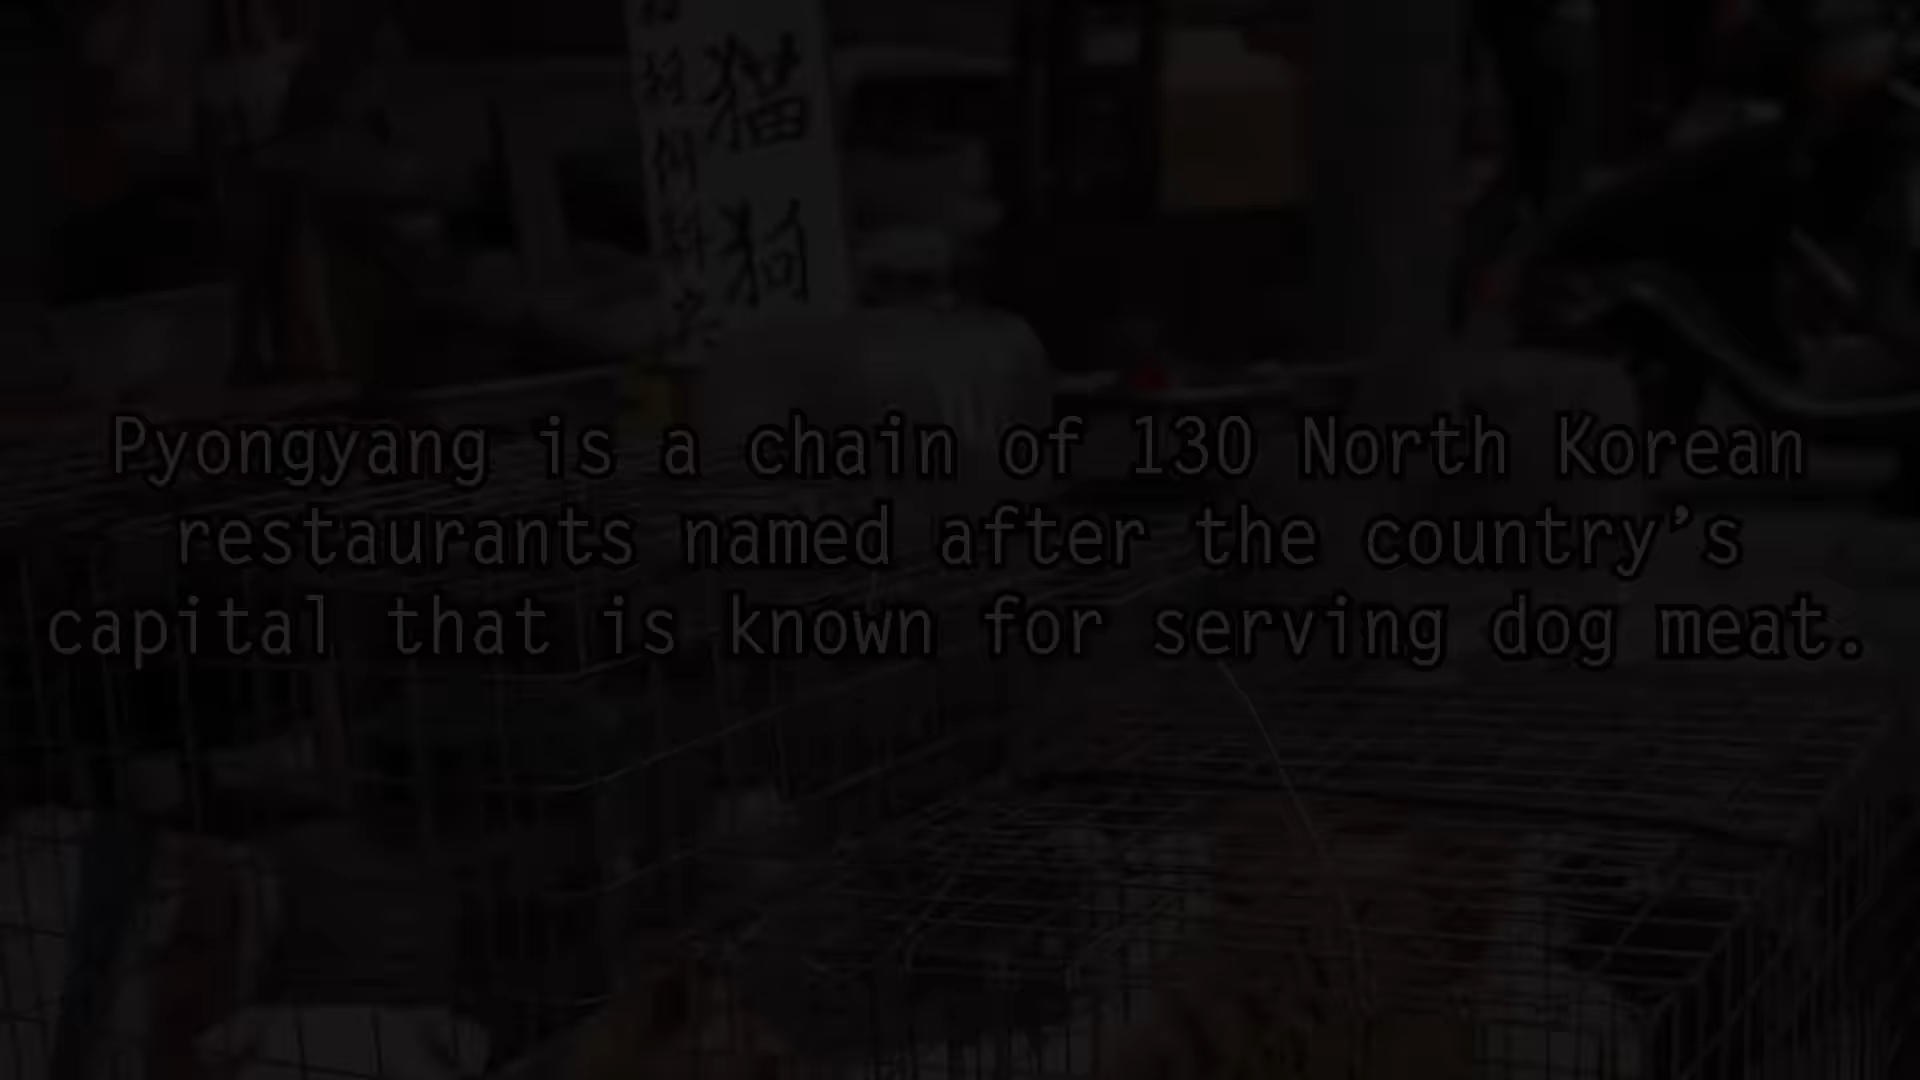 猫
狗
Pyongyang is a chain of 130 North Korean
restaurants named after the country’s
capital that is known for serving dog meat.